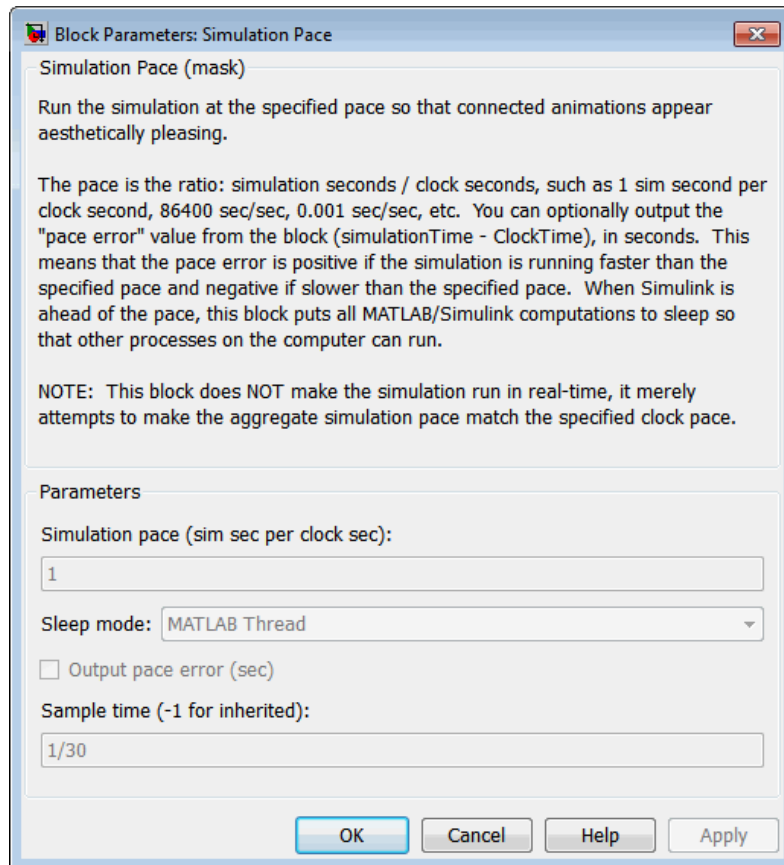 Block Parameters: Simulation Pace
Simulation Pace (mask)
Run the simulation at the specified pace so that connected animations appear
aesthetically pleasing.
The pace is the ratio: simulation seconds / clock seconds, such as 1 sim second per
clock second, 86400 sec/sec, 0.001 sec/sec, etc.  You can optionally output the
"pace error" value from the block (simulationTime - ClockTime), in seconds.  This
means that the pace error is positive if the simulation is running faster than the
specified pace and negative if slower than the specified pace.  When Simulink is
ahead of the pace, this block puts all MATLAB/Simulink computations to sleep so
that other processes on the computer can run.
NOTE:  This block does NOT make the simulation run in real-time, it merely
attempts to make the aggregate simulation pace match the specified clock pace.
Parameters
Simulation pace (sim sec per clock sec):
1
Sleep mode: MATLAB Thread
Output pace error (sec)
Sample time (-1 for inherited):
1/30
OK Cancel Help Apply